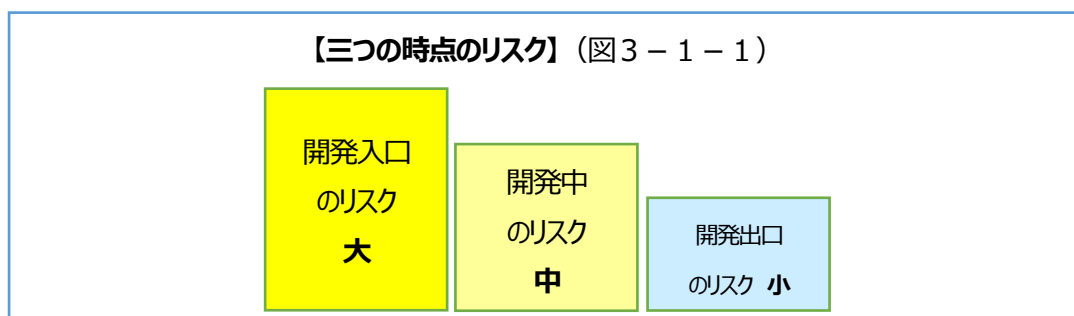 【三つの時点のリスク】（図３－１－１）
開発入口
のリスク
大
開発中
のリスク
中
開発出口
のリスク 小